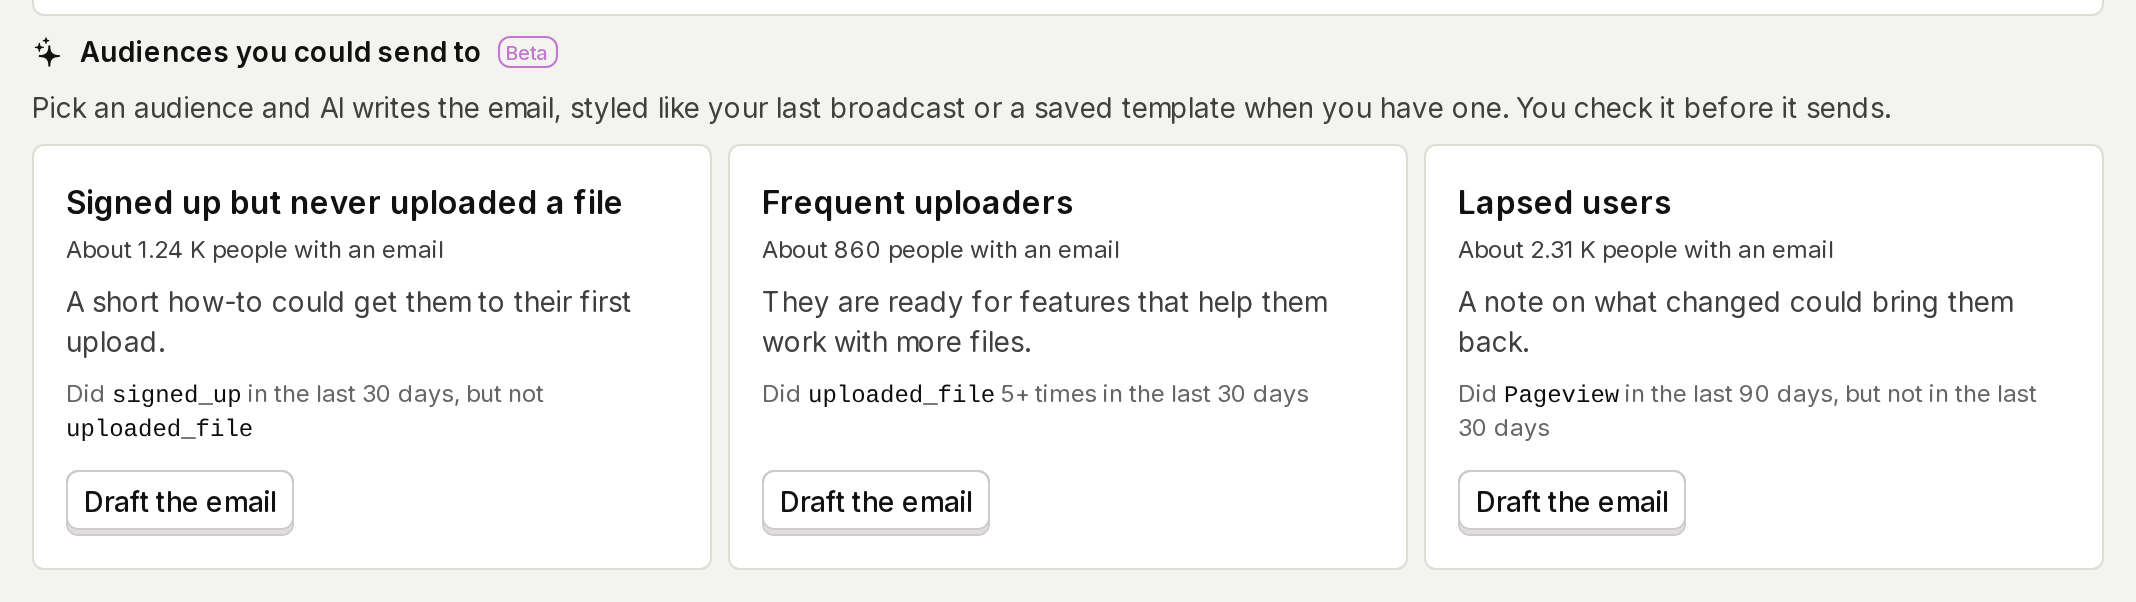 Audiences you could send to Beta
Pick an audience and AI writes the email, styled like your last broadcast or a saved template when you have one. You check it before it sends.
Signed up but never uploaded a file
About 1.24 K people with an email
A short how-to could get them to their first
upload.
Did signed_up in the last 30 days, but not
uploaded_file
Draft the email
Frequent uploaders
About 860 people with an email
They are ready for features that help them
work with more files.
Did uploaded_file 5+ times in the last 30 days
Draft the email
Lapsed users
About 2.31 K people with an email
A note on what changed could bring them
back.
Did Pageview in the last 90 days, but not in the last
30 days
Draft the email